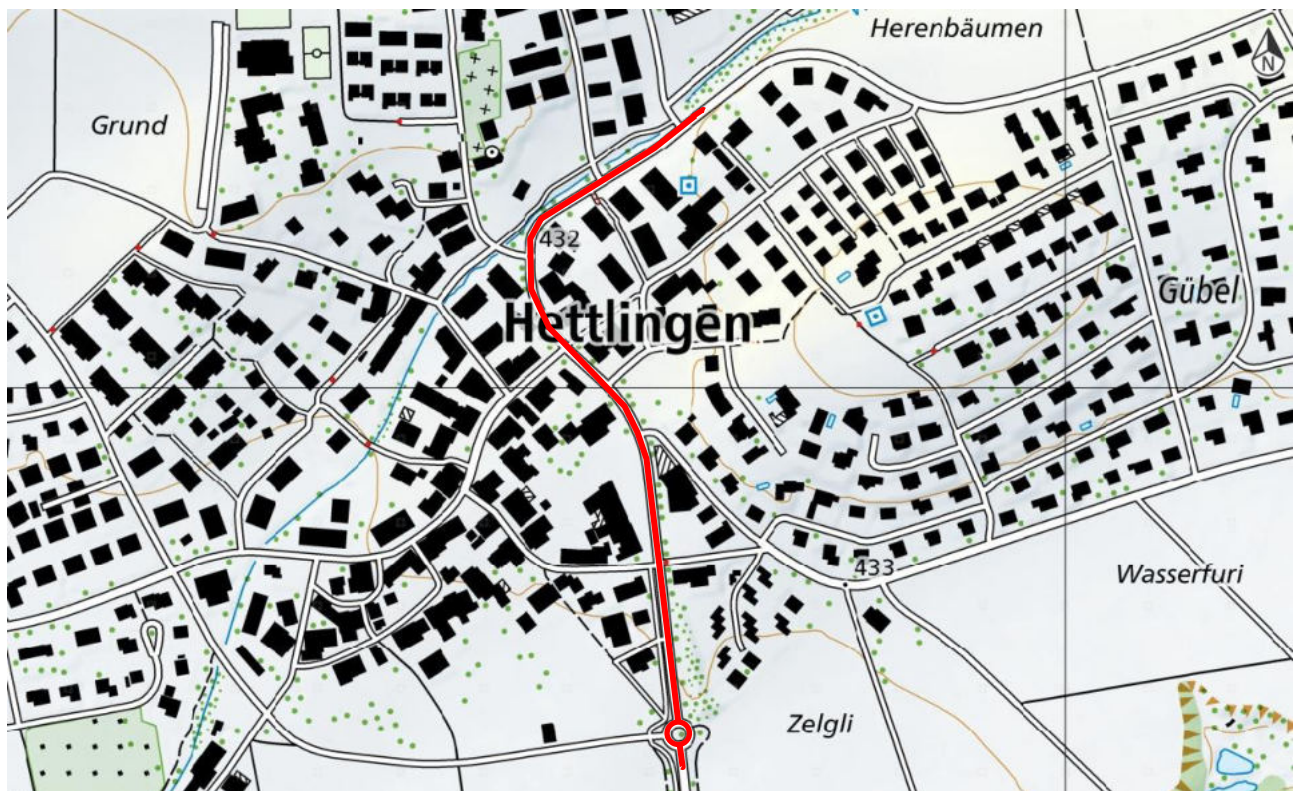 Herenbäumen
N
Grund
432
Gübel
Hettlingen
433
Wasserfuri
Zelgli